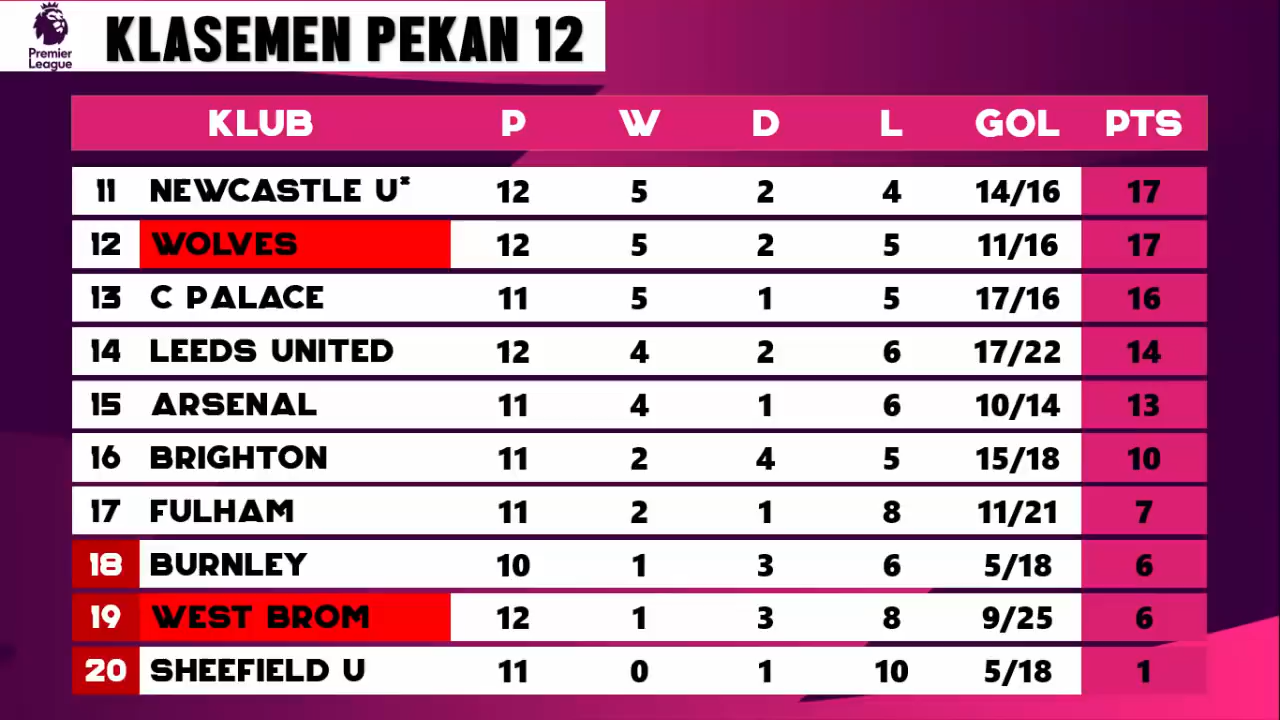 Premier
League
KLASEMEN PEKAN 12
KLUB P W D L GOL PTS
11 NEWCASTLE U* 12 5 2 4 14/16 17
12 WOLVES 12 5 2 5 11/16 17
13 C PALACE 11 5 1 5 17/16 16
14 LEEDS UNITED 12 4 2 6 17/22 14
15 ARSENAL 11 4 1 6 10/14 13
16 BRIGHTON 11 2 4 5 15/18 10
17 FULHAM 11 2 1 8 11/21 7
18 BURNLEY 10 1 3 6 5/18 6
19 WEST BROM 12 1 3 8 9/25 6
20 SHEEFIELD U 11 0 1 10 5/18 1